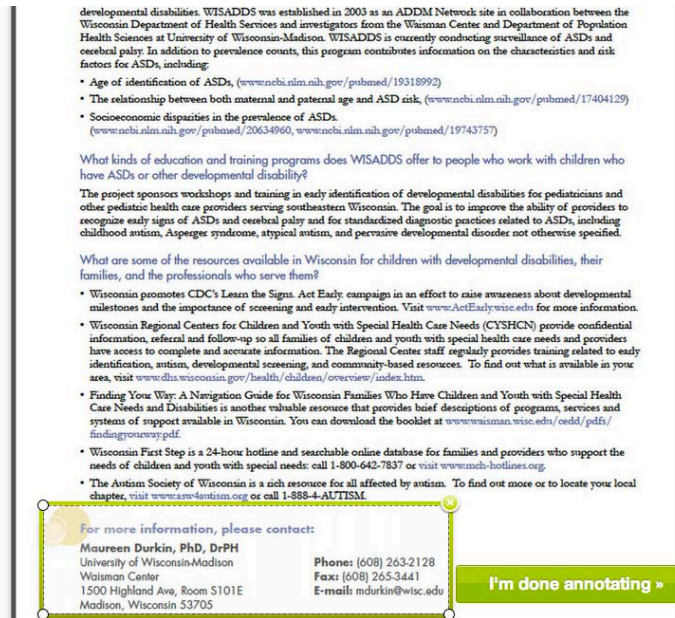 developmental disabilities. WISADDS was established in 2003 as an ADDM Network site in collaboration between the
Wisconsin Department of Health Services and investigators from the Waisman Center and Department of Population
Health Sciences at University of Wisconsin-Madison. WISADDS is currently conducting surveillance of ASDs and
cerebral palsy. In addition to prevalence counts, this program contributes information on the characteristics and risk
factors for ASDs, including:
• Age of identification of ASDs, (www.ncbi.nlm.nih.gov/pubmed/19318992)
• The relationship between both maternal and paternal age and ASD risk, (www.ncbi.nlm.nih.gov/pubmed/17404129)
• Socioeconomic disparities in the prevalence of ASDs.
(www.ncbi.nlm.nih.gov/pubmed/20634960, www.ncbi.nlm.nih.gov/pubmed/19743757)
What kinds of education and training programs does WISADDS offer to people who work with children who
have ASDs or other developmental disability?
The project sponsors workshops and training in early identification of developmental disabilities for pediatricians and
other pediatric health care providers serving southeastern Wisconsin. The goal is to improve the ability of providers to
recognize early signs of ASDs and cerebral palsy and for standardized diagnostic practices related to ASDs, including
childhood autism, Asperger syndrome, atypical autism, and pervasive developmental disorder not otherwise specified.
What are some of the resources available in Wisconsin for children with developmental disabilities, their
families, and the professionals who serve them?
• Wisconsin promotes CDC's Learn the Signs. Act Early. campaign in an effort to raise awareness about developmental
milestones and the importance of screening and early intervention. Visit www.ActEarly.wisc.edu for more information.
• Wisconsin Regional Centers for Children and Youth with Special Health Care Needs (CYSHCN) provide confidential
information, referral and follow-up so all families of children and youth with special health care needs and providers
have access to complete and accurate information. The Regional Center staff regularly provides training related to early
identification, autism, developmental screening, and community-based resources. To find out what is available in your
area, visit www.dhs.wisconsin.gov/health/children/overview/index.htm.
• Finding Your Way: A Navigation Guide for Wisconsin Families Who Have Children and Youth with Special Health
Care Needs and Disabilities is another valuable resource that provides brief descriptions of programs, services and
systems of support available in Wisconsin. You can download the booklet at www.waisman.wisc.edu/cedd/pdfs/
findingyourway.pdf.
• Wisconsin First Step is a 24-hour hotline and searchable online database for families and providers who support the
needs of children and youth with special needs: call 1-800-642-7837 or visit www.mch-hotlines.org.
• The Autism Society of Wisconsin is a rich resource for all affected by autism. To find out more or to locate your local
chapter, visit www.asw4autism.org or call 1-888-4-AUTISM.
For more information, please contact:
Maureen Durkin, PhD, DrPH
University of Wisconsin-Madison Phone: (608) 263-2128
Waisman Center Fax: (608) 265-3441
1500 Highland Ave, Room S101E E-mail: mdurkin@wisc.edu
Madison, Wisconsin 53705
I'm done annotating »